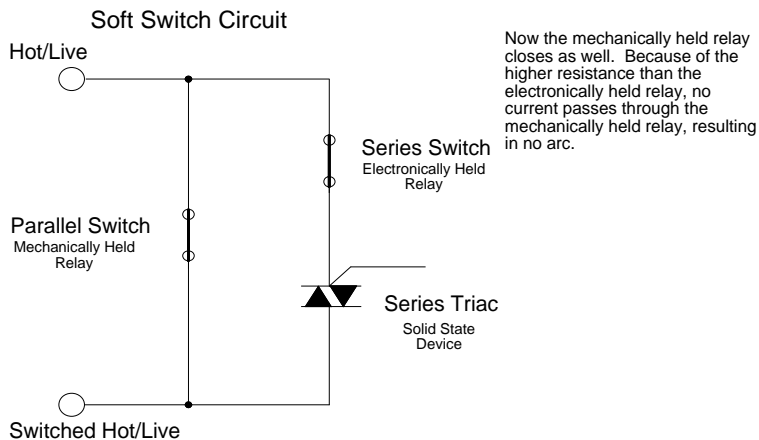 Soft Switch Circuit
Hot/Live
Now the mechanically held relay
closes as well. Because of the
higher resistance than the
electronically held relay, no
current passes through the
mechanically held relay, resulting
in no arc.
Series Switch
Electronically Held
Relay
Parallel Switch
Mechanically Held
Relay
Series Triac
Solid State
Device
Switched Hot/Live